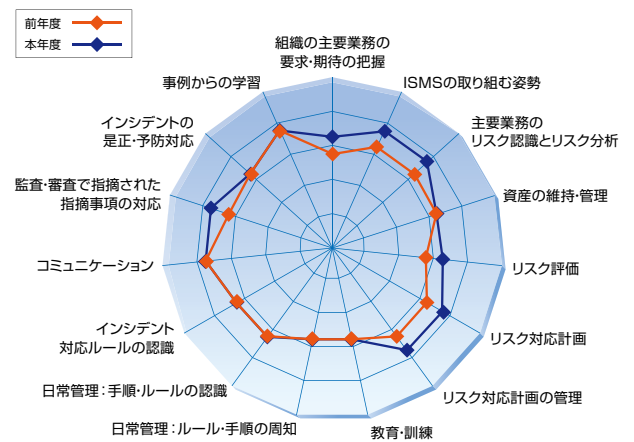 前年度
本年度
組織の主要業務の
要求・期待の把握
ISMSの取り組む姿勢
主要業務の
リスク認識とリスク分析
資産の維持・管理
リスク評価
リスク対応計画
リスク対応計画の管理
教育・訓練
日常管理：ルール・手順の周知
日常管理：手順・ルールの認識
インシデント
対応ルールの認識
コミュニケーション
監査・審査で指摘された
指摘事項の対応
インシデントの
是正・予防対応
事例からの学習